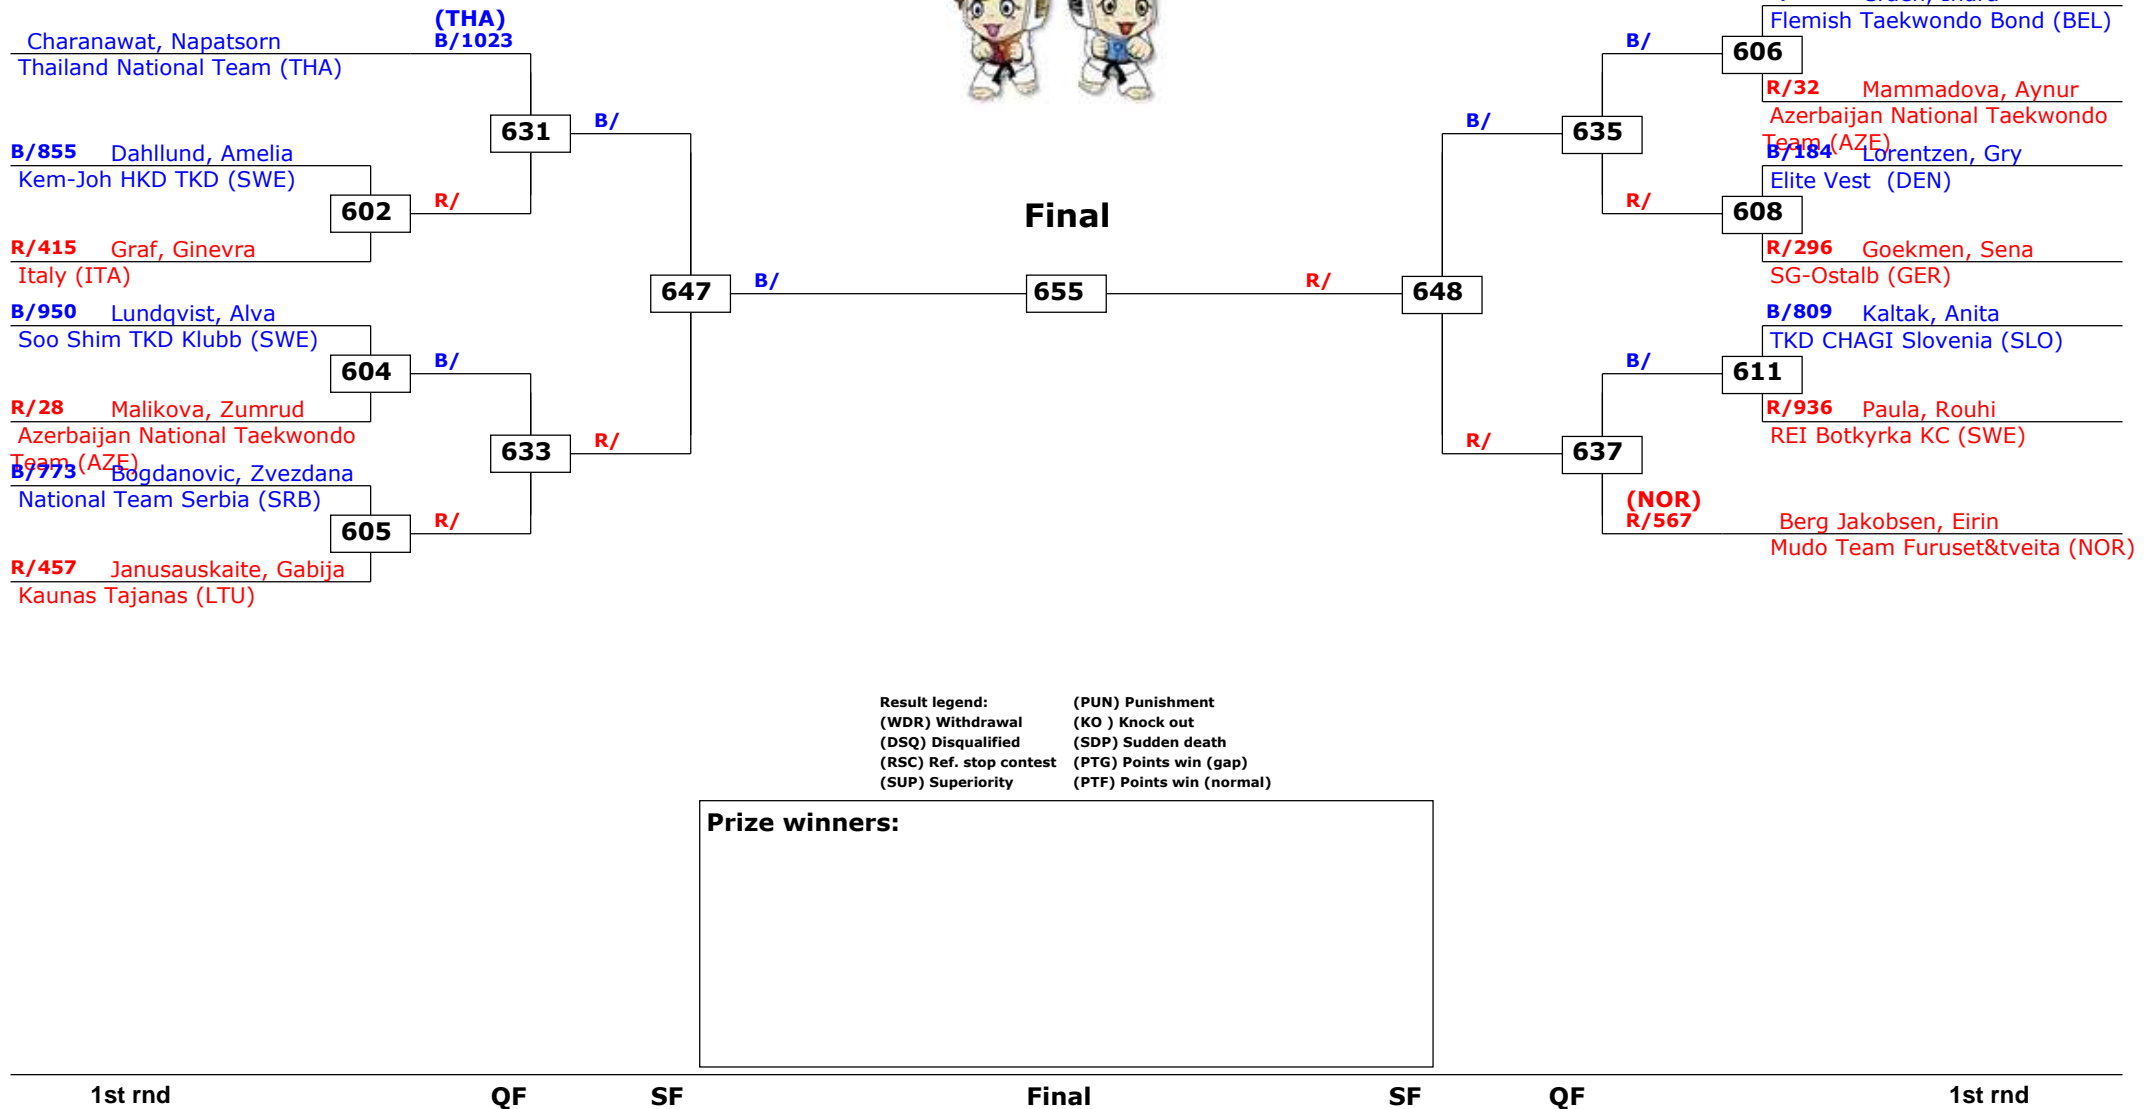 (THA)
Charanawat, Napatsorn B/1023
Thailand National Team (THA)
631 B/
B/855 Dahllund, Amelia
Kem-Joh HKD TKD (SWE)
602 R/
R/415 Graf, Ginevra
Italy (ITA)
647 B/
B/950 Lundqvist, Alva
Soo Shim TKD Klubb (SWE)
604 B/
R/28 Malikova, Zumrud
Azerbaijan National Taekwondo
Team (AZE)
633 R/
B/773 Bogdanovic, Zvezdana
National Team Serbia (SRB)
605 R/
R/457 Janusauskaite, Gabija
Kaunas Tajanas (LTU)
Final
655
Flemish Taekwondo Bond (BEL)
B/ 606
R/32 Mammadova, Aynur
Azerbaijan National Taekwondo
Team (AZE)
B/ 635
B/184 Lorentzen, Gry
Elite Vest (DEN)
R/ 608
R/296 Goekmen, Sena
SG-Ostalb (GER)
R/ 648
B/809 Kaltak, Anita
TKD CHAGI Slovenia (SLO)
B/ 611
R/936 Paula, Rouhi
REI Botkyrka KC (SWE)
R/ 637
(NOR)
R/567 Berg Jakobsen, Eirin
Mudo Team Furuset&tveita (NOR)
Result legend: (PUN) Punishment
(WDR) Withdrawal (KO ) Knock out
(DSQ) Disqualified (SDP) Sudden death
(RSC) Ref. stop contest (PTG) Points win (gap)
(SUP) Superiority (PTF) Points win (normal)
Prize winners:
1st rnd QF SF Final SF QF 1st rnd